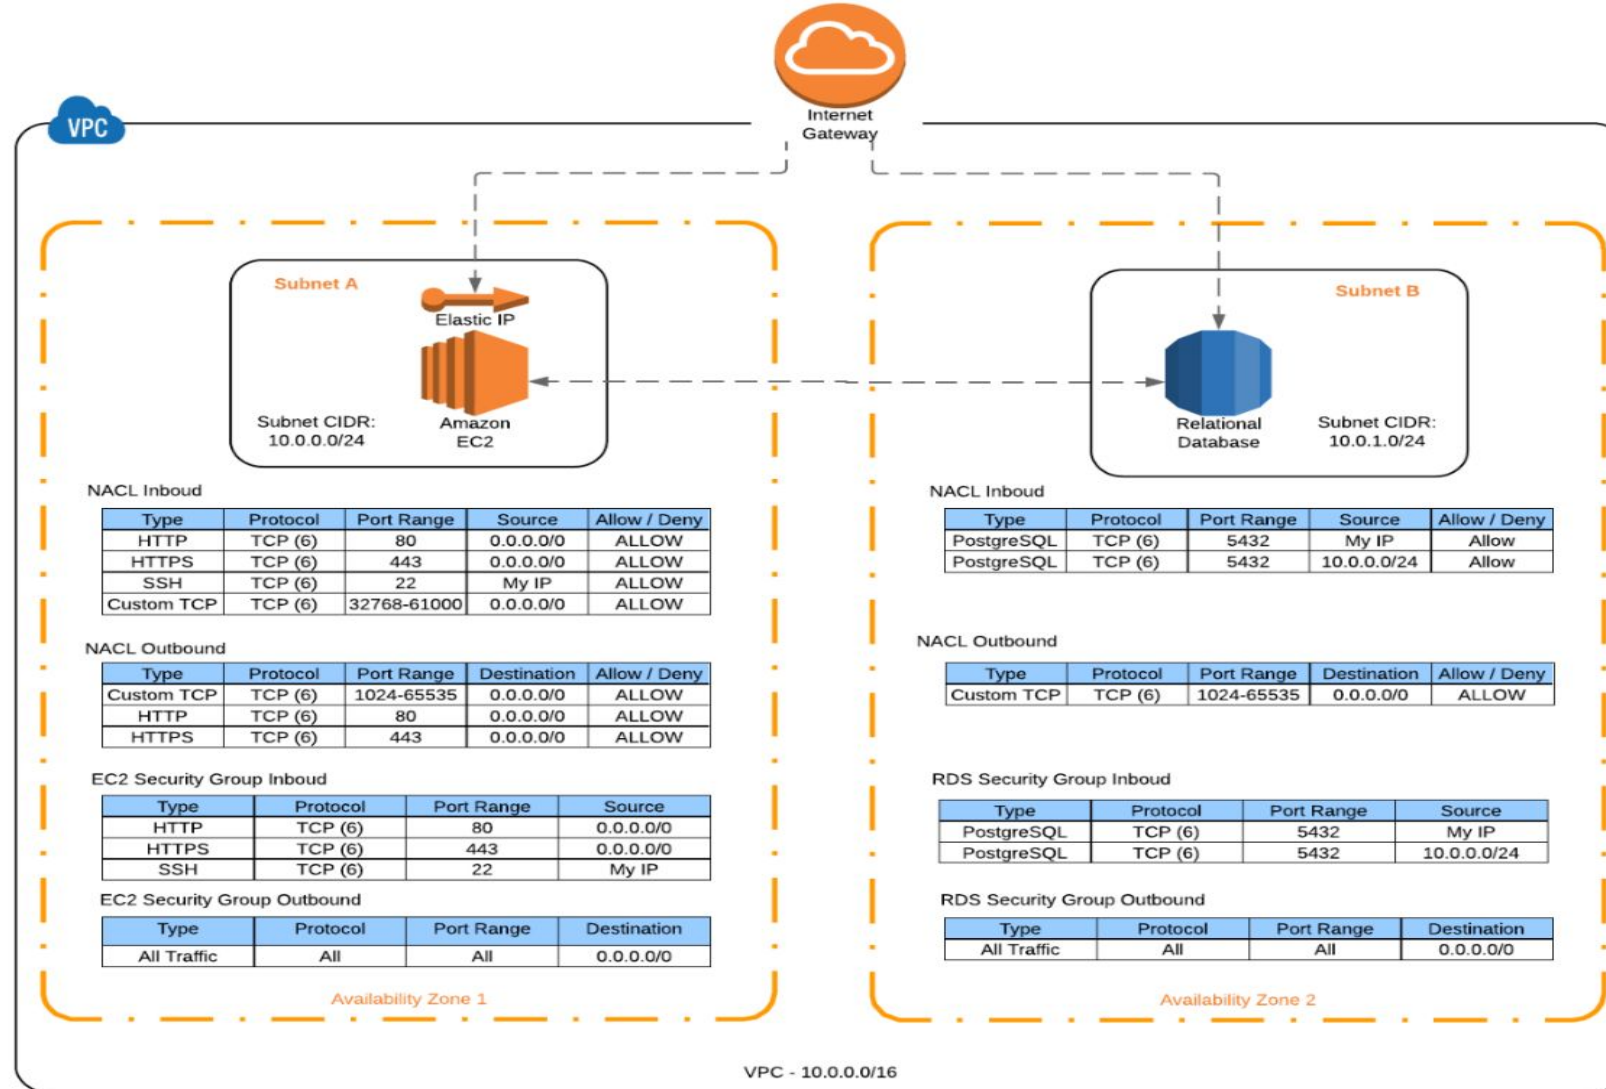 Internet
Gateway
VPC
Subnet A
Elastic IP
Subnet CIDR:
10.0.0.0/24
Amazon
EC2
Subnet B
Relational
Database
Subnet CIDR:
10.0.1.0/24
NACL Inboud
Type Protocol Port Range Source Allow / Deny
HTTP TCP (6) 80 0.0.0.0/0 ALLOW
HTTPS TCP (6) 443 0.0.0.0/0 ALLOW
SSH TCP (6) 22 My IP ALLOW
Custom TCP TCP (6) 32768-61000 0.0.0.0/0 ALLOW
NACL Outbound
Type Protocol Port Range Destination Allow / Deny
Custom TCP TCP (6) 1024-65535 0.0.0.0/0 ALLOW
HTTP TCP (6) 80 0.0.0.0/0 ALLOW
HTTPS TCP (6) 443 0.0.0.0/0 ALLOW
EC2 Security Group Inboud
Type Protocol Port Range Source
HTTP TCP (6) 80 0.0.0.0/0
HTTPS TCP (6) 443 0.0.0.0/0
SSH TCP (6) 22 My IP
EC2 Security Group Outbound
Type Protocol Port Range Destination
All Traffic All All 0.0.0.0/0
Availability Zone 1
NACL Inboud
Type Protocol Port Range Source Allow / Deny
PostgreSQL TCP (6) 5432 My IP Allow
PostgreSQL TCP (6) 5432 10.0.0.0/24 Allow
NACL Outbound
Type Protocol Port Range Destination Allow / Deny
Custom TCP TCP (6) 1024-65535 0.0.0.0/0 ALLOW
RDS Security Group Inboud
Type Protocol Port Range Source
PostgreSQL TCP (6) 5432 My IP
PostgreSQL TCP (6) 5432 10.0.0.0/24
RDS Security Group Outbound
Type Protocol Port Range Destination
All Traffic All All 0.0.0.0/0
Availability Zone 2
VPC - 10.0.0.0/16